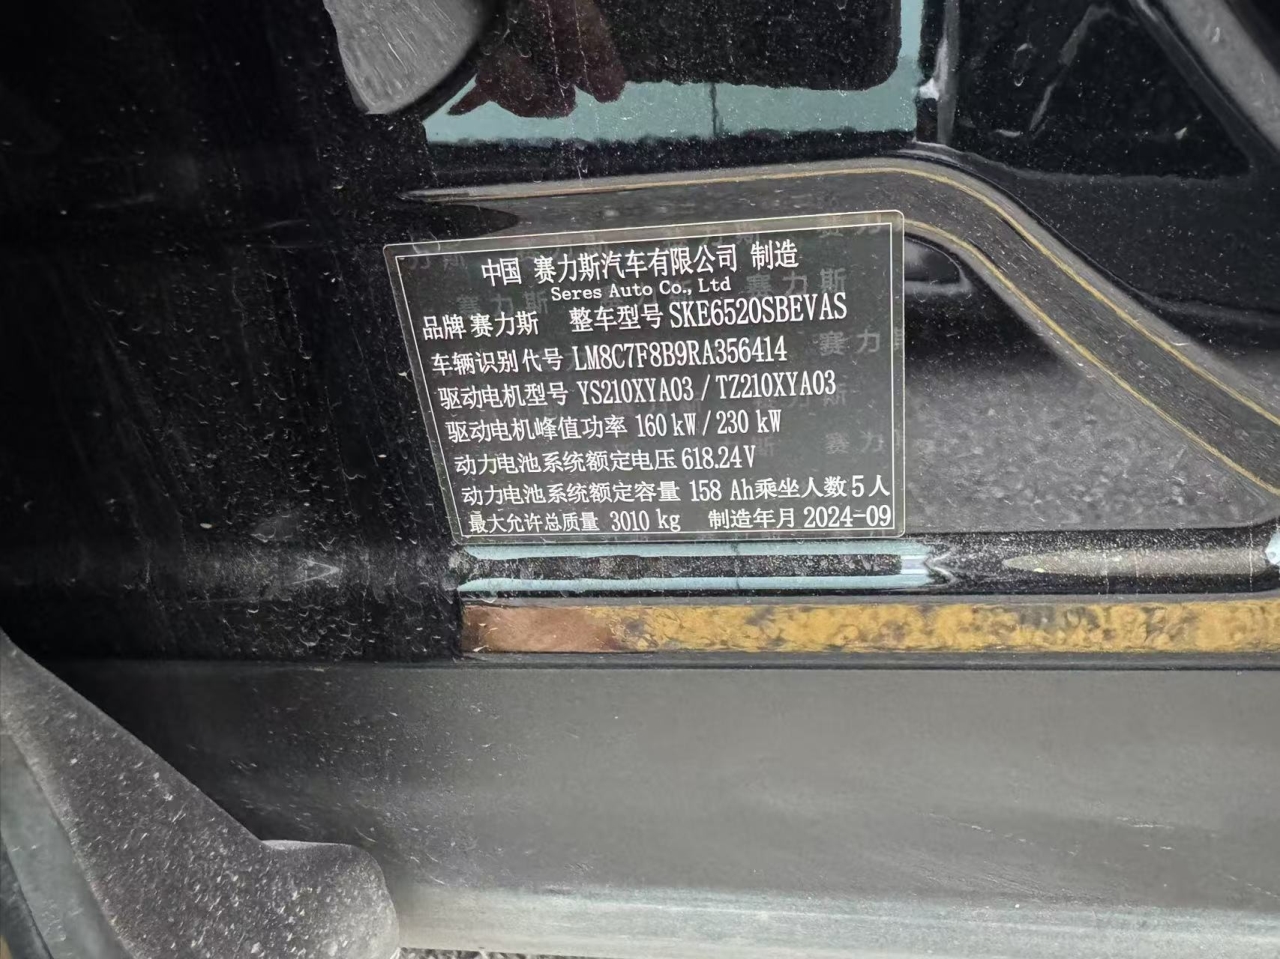 中国 赛力斯汽车有限公司 制造
Seres Auto Co., Ltd
品牌 赛力斯 整车型号 SKE6520SBEVAS
车辆识别代号 LM8C7F8B9RA356414
驱动电机型号 YS210XYA03 / TZ210XYA03
驱动电机峰值功率 160 kW / 230 kW
动力电池系统额定电压 618.24V
动力电池系统额定容量 158 Ah 乘坐人数 5 人
最大允许总质量 3010 kg 制造年月 2024-09